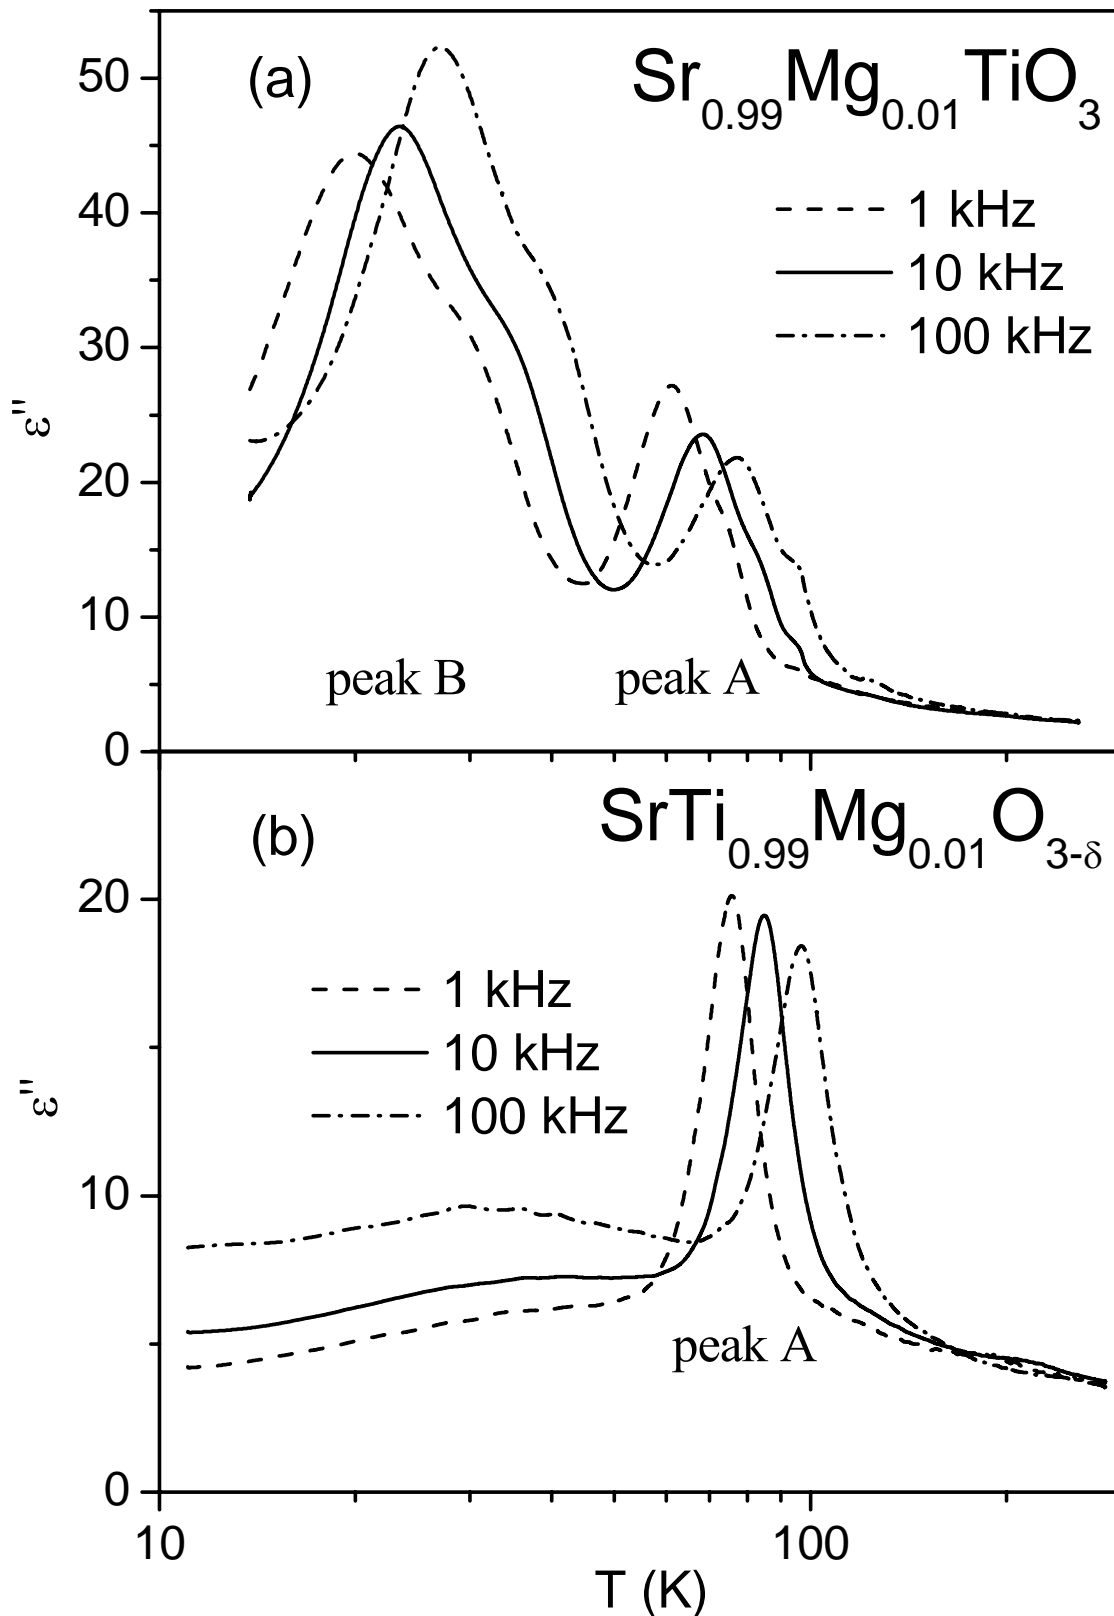 (a) Sr0.99Mg0.01TiO3
50
40
30
20
10
0
ε"
1 kHz
10 kHz
100 kHz
peak B peak A
(b) SrTi0.99Mg0.01O3-δ
20
10
0
ε"
1 kHz
10 kHz
100 kHz
peak A
10 100
T (K)